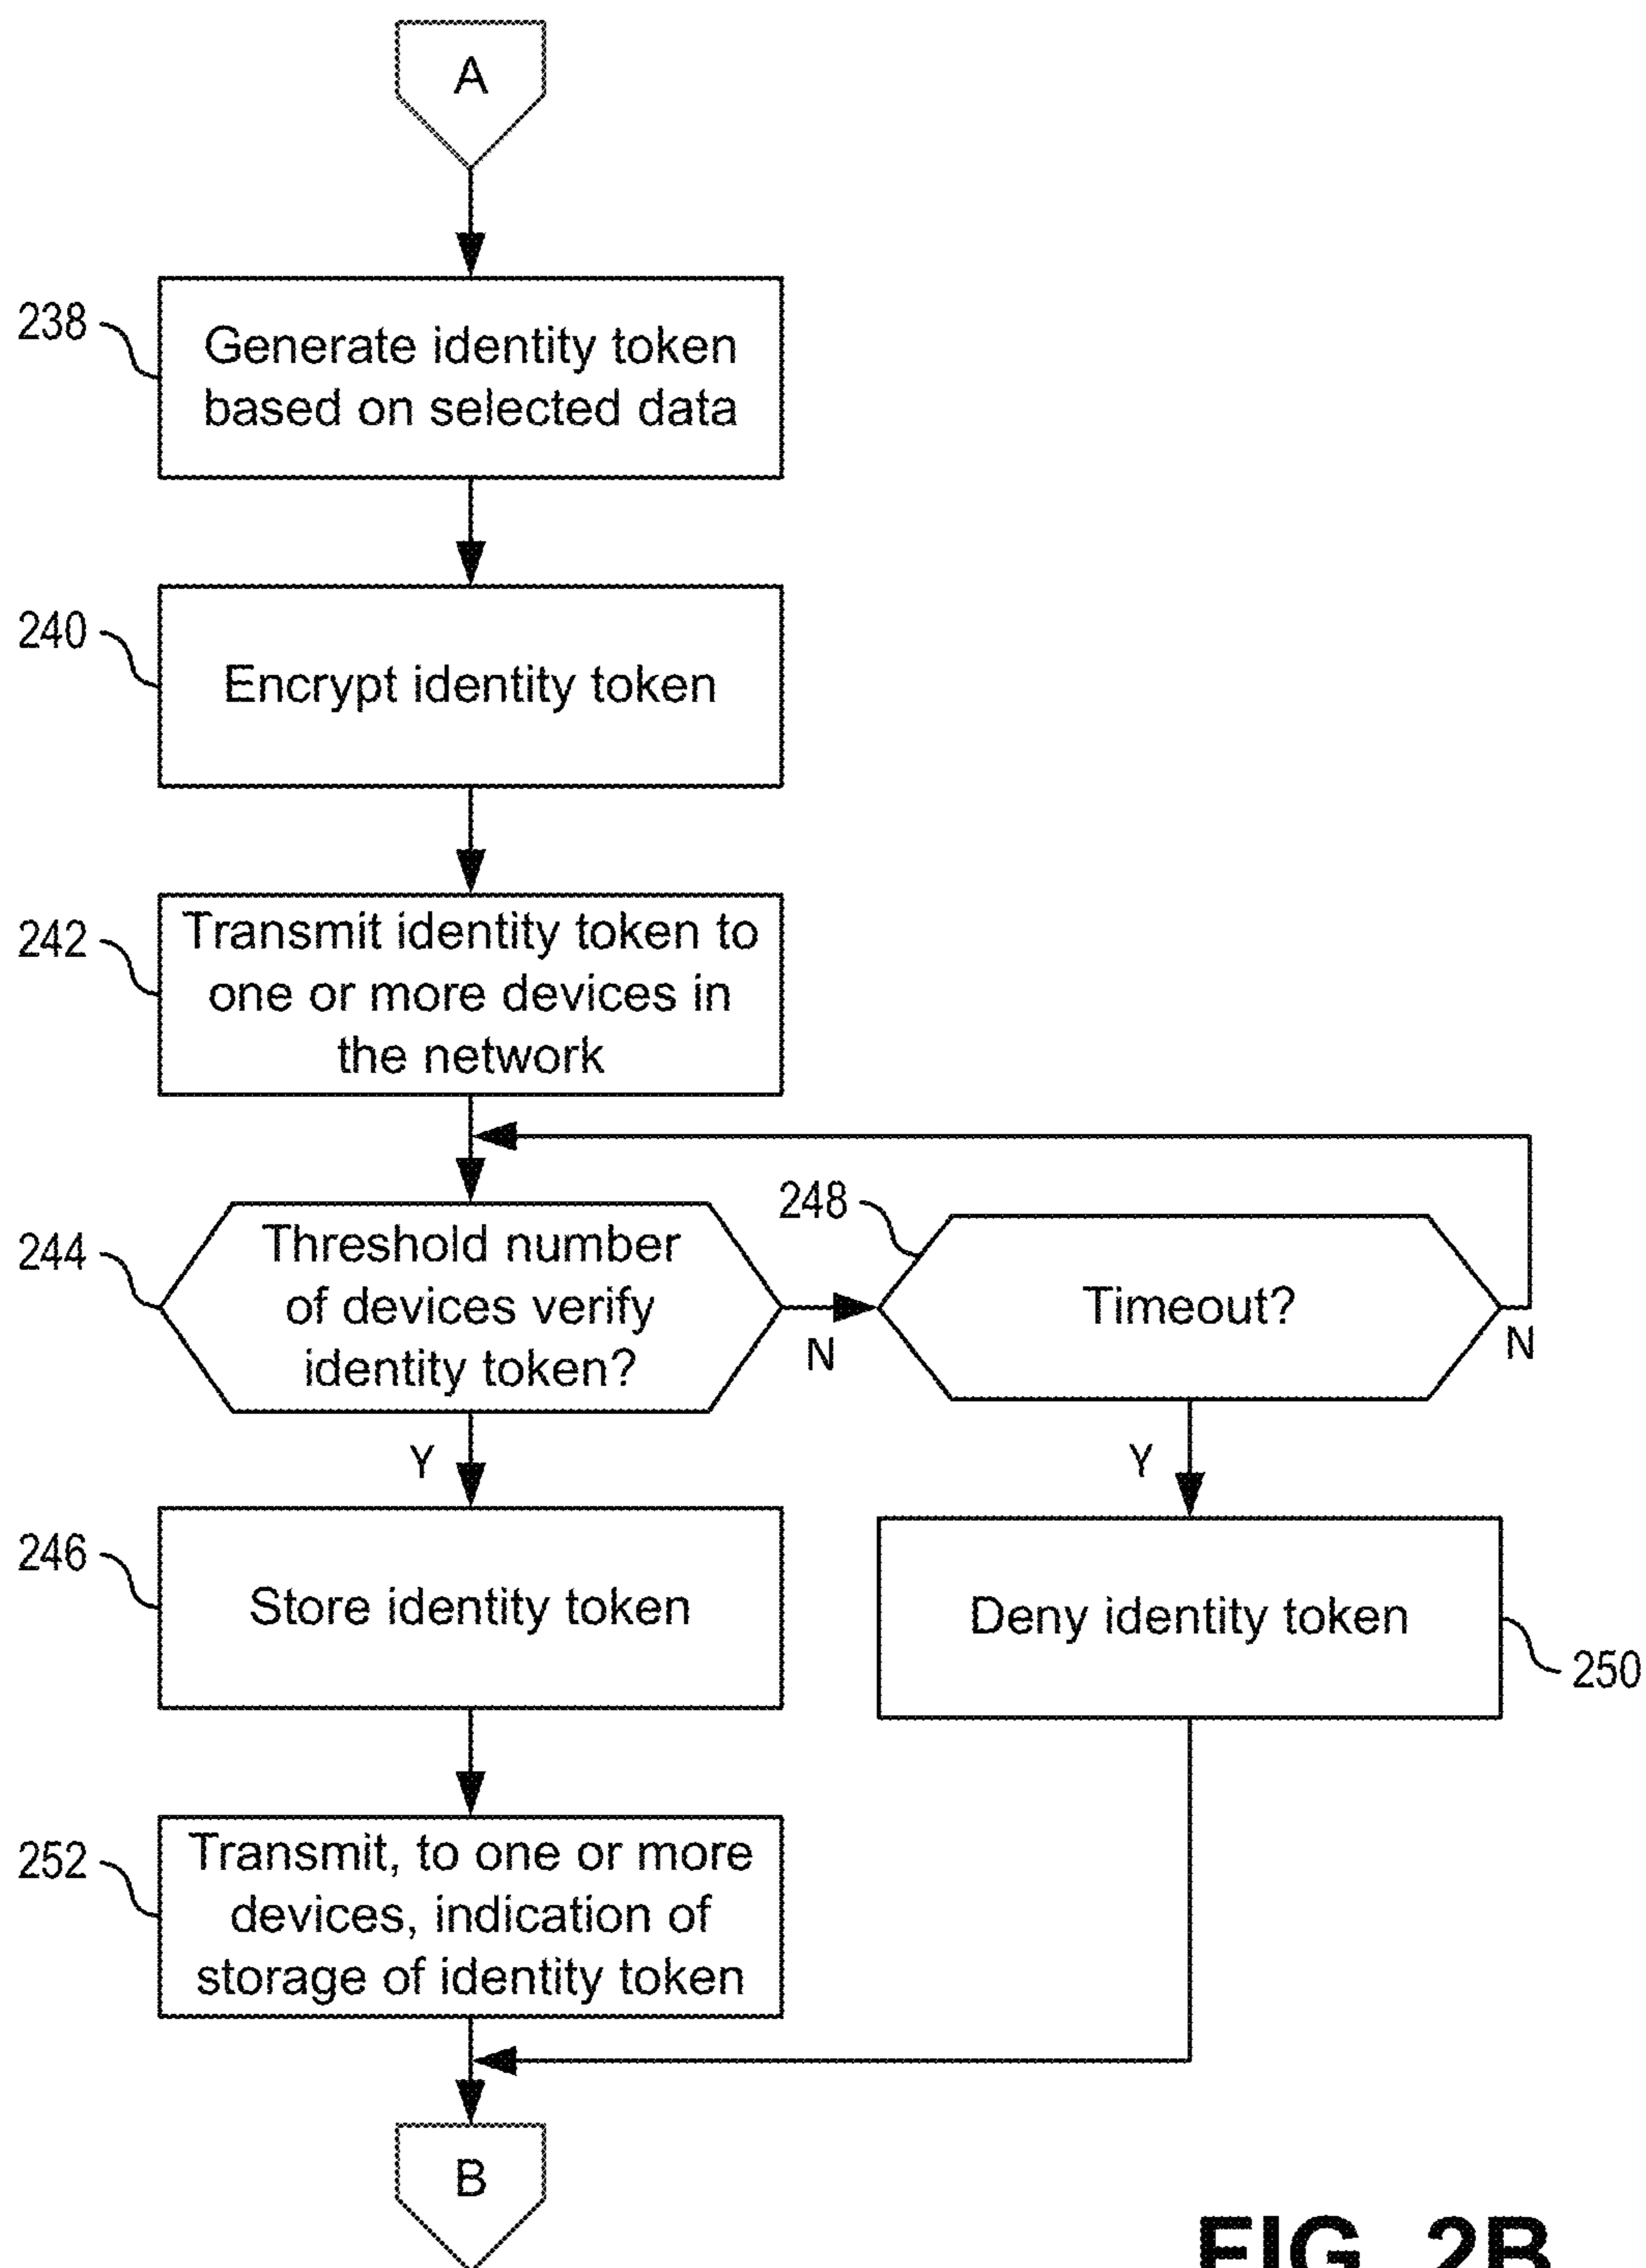 A
238
Generate identity token
based on selected data
240
Encrypt identity token
242
Transmit identity token to
one or more devices in
the network
244
Threshold number
of devices verify
identity token?
N
248
Timeout?
N
Y
Y
246
Store identity token
Deny identity token
250
252
Transmit, to one or more
devices, indication of
storage of identity token
B
FIG. 2B